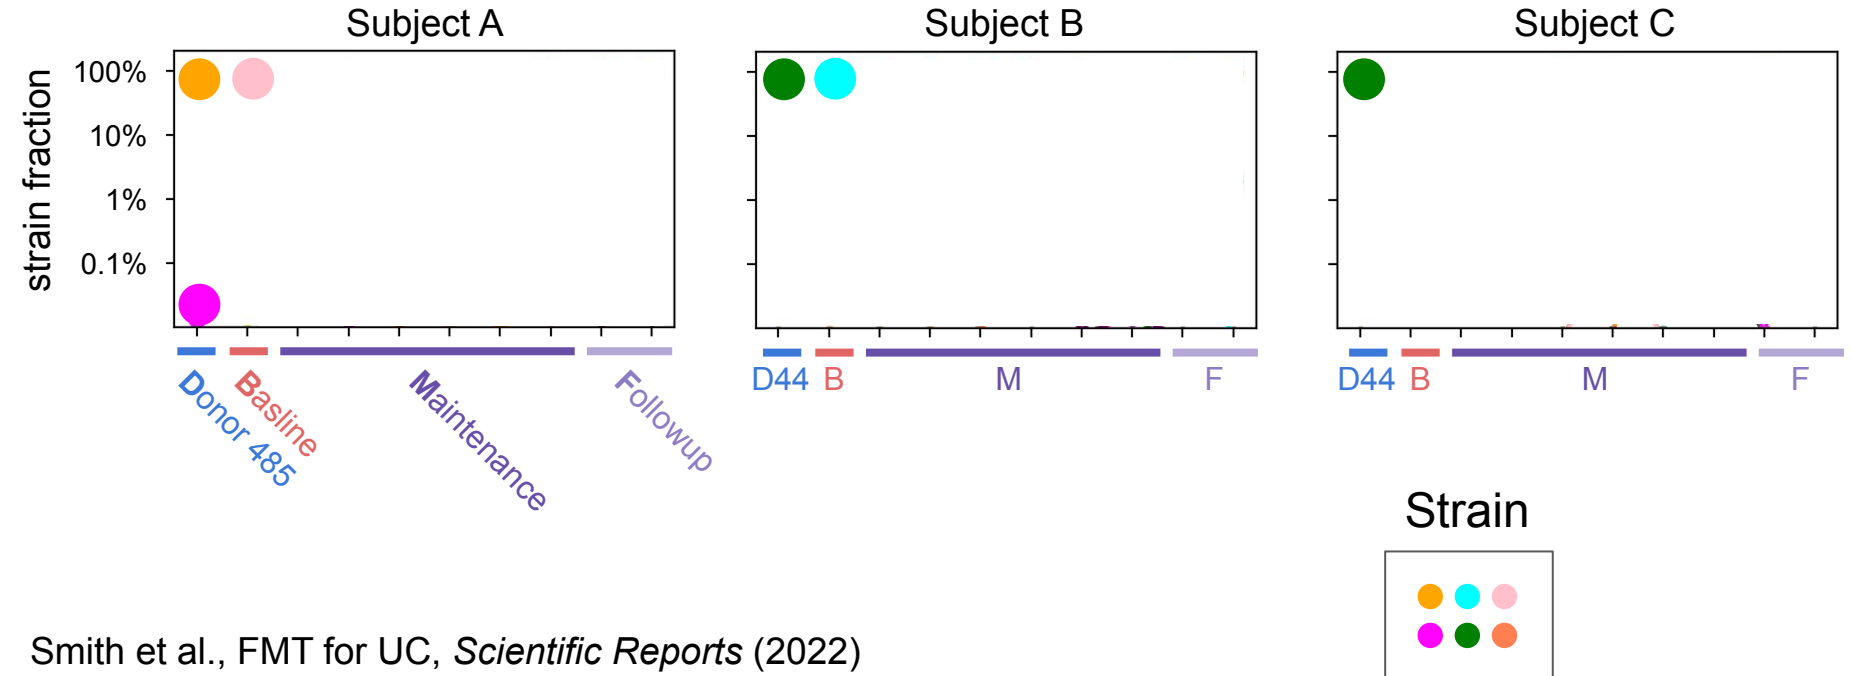 Subject A
Subject B
Subject C
strain fraction
100%
10%
1%
0.1%
Donor 485
Basline
Maintenance
Followup
D44 B M F
D44 B M F
Strain
Smith et al., FMT for UC, Scientific Reports (2022)